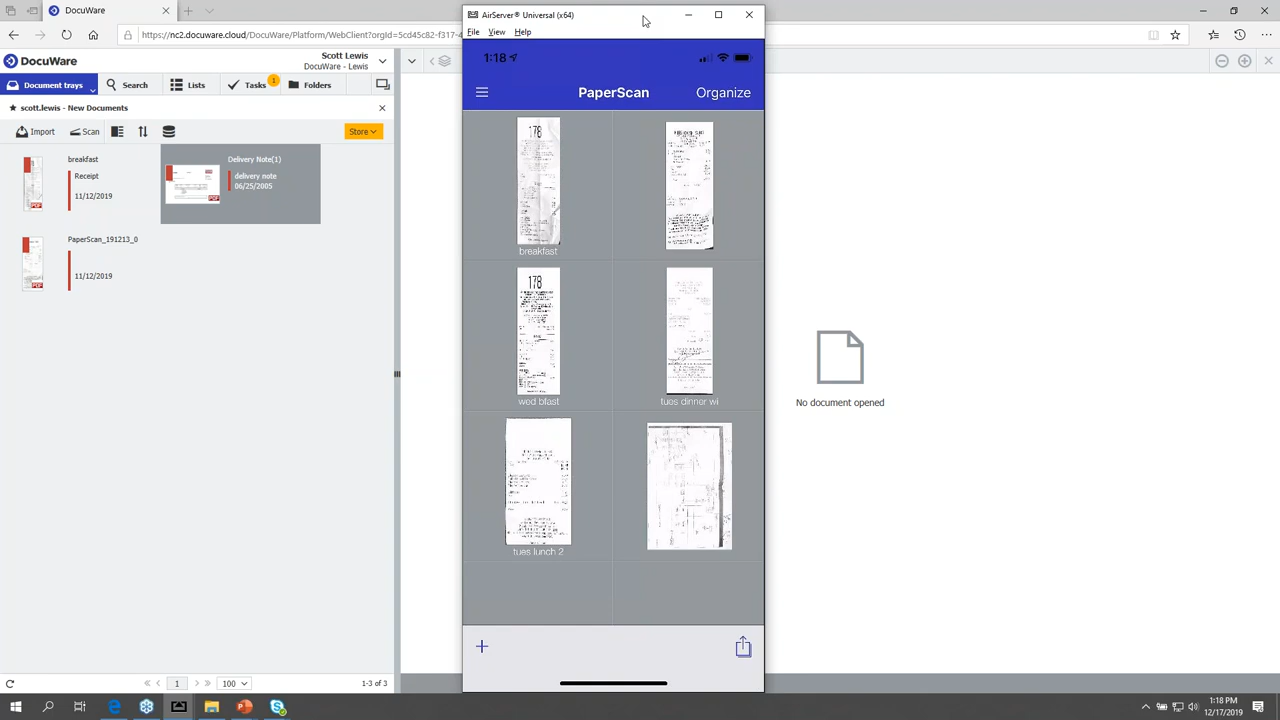 DocuWare
https://nc2.docuware.cloud/DocuWare/Platform/WebClient?orgId=5cd45c82-f317-4
DocuWare
Scott Lewis
DocuWare - Lewis
Document trays
Search
Lists
Tasks
1
Folders
scott.lewis - New Documents
Import
Scan
Store
breakfast
Receipt
11/12/2019
Delivery Note(1)
delivery note
06/25/2005
PaperScan_191213_0
11/12/2019
1
100
1-3 of 3
AirServer® Universal (x64)
File View Help
1:18
PaperScan
Organize
178
breakfast
178
wed bfast
tues dinner wi
tues lunch 2
No document opened
1:18 PM
12/17/2019